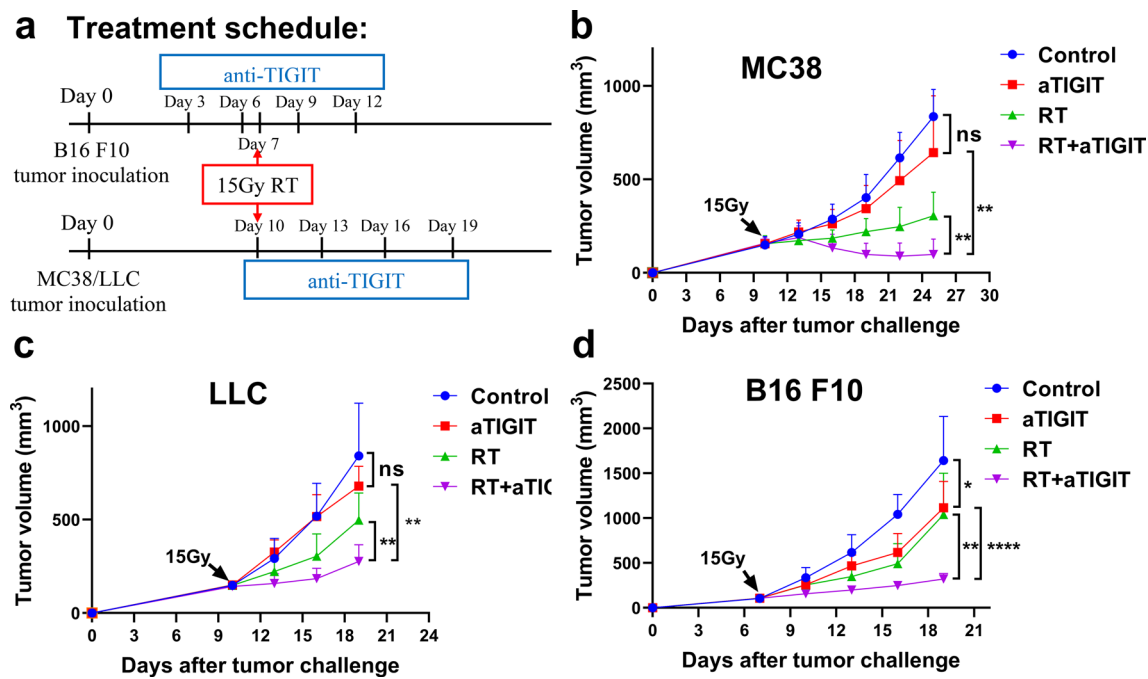 a Treatment schedule:
anti-TIGIT
Day 0
Day 3 Day 6 Day 9 Day 12
Day 7
B16 F10
tumor inoculation
15Gy RT
Day 10 Day 13 Day 16 Day 19
Day 0
MC38/LLC
tumor inoculation
anti-TIGIT
b
MC38
Control
aTIGIT
RT
RT+aTIGIT
Tumor volume (mm3)
1000
500
0
15Gy
ns
**
**
0 3 6 9 12 15 18 21 24 27 30
Days after tumor challenge
c
LLC
Control
aTIGIT
RT
RT+aTIG
Tumor volume (mm3)
1000
500
0
15Gy
ns
**
**
0 3 6 9 12 15 18 21 24
Days after tumor challenge
d
B16 F10
Control
aTIGIT
RT
RT+aTIGIT
Tumor volume (mm3)
2500
2000
1500
1000
500
0
15Gy
*
**
****
0 3 6 9 12 15 18 21
Days after tumor challenge